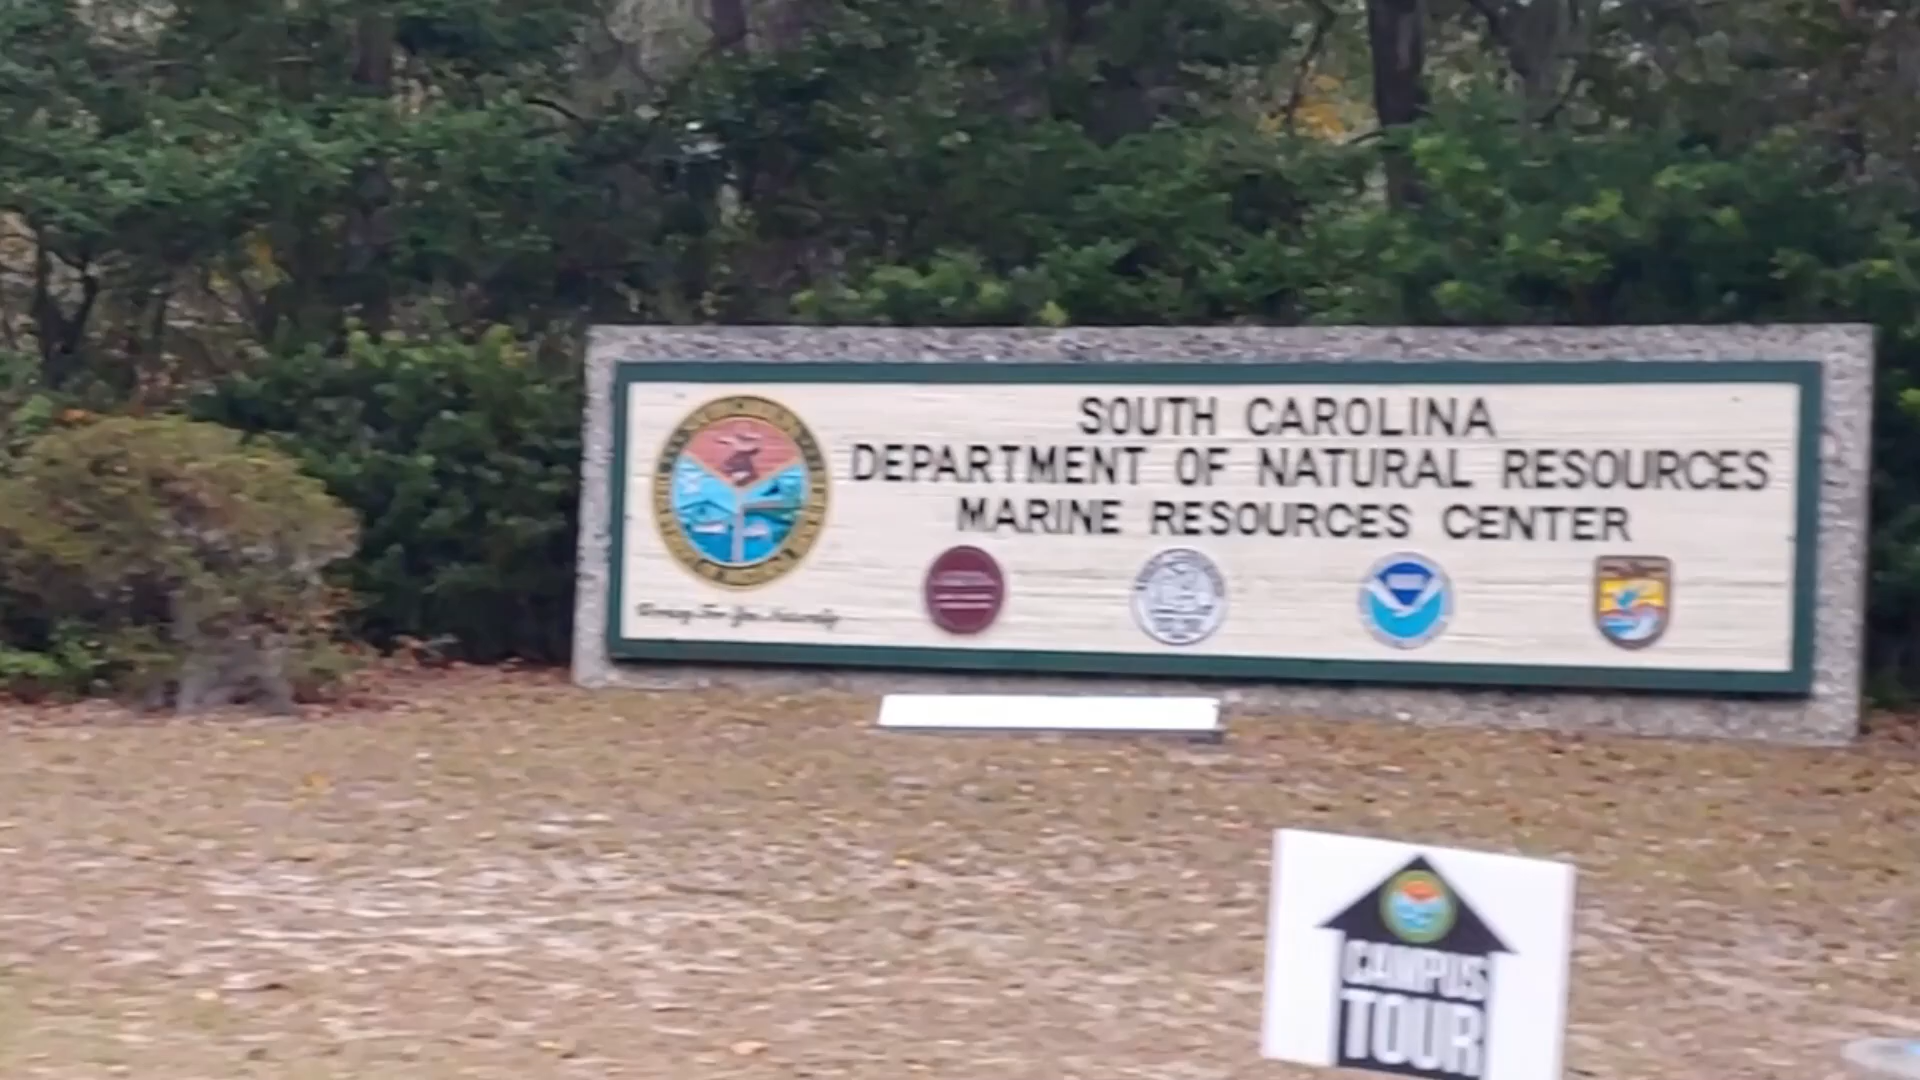 SOUTH CAROLINA
DEPARTMENT OF NATURAL RESOURCES
MARINE RESOURCES CENTER
CAMPUS
TOUR